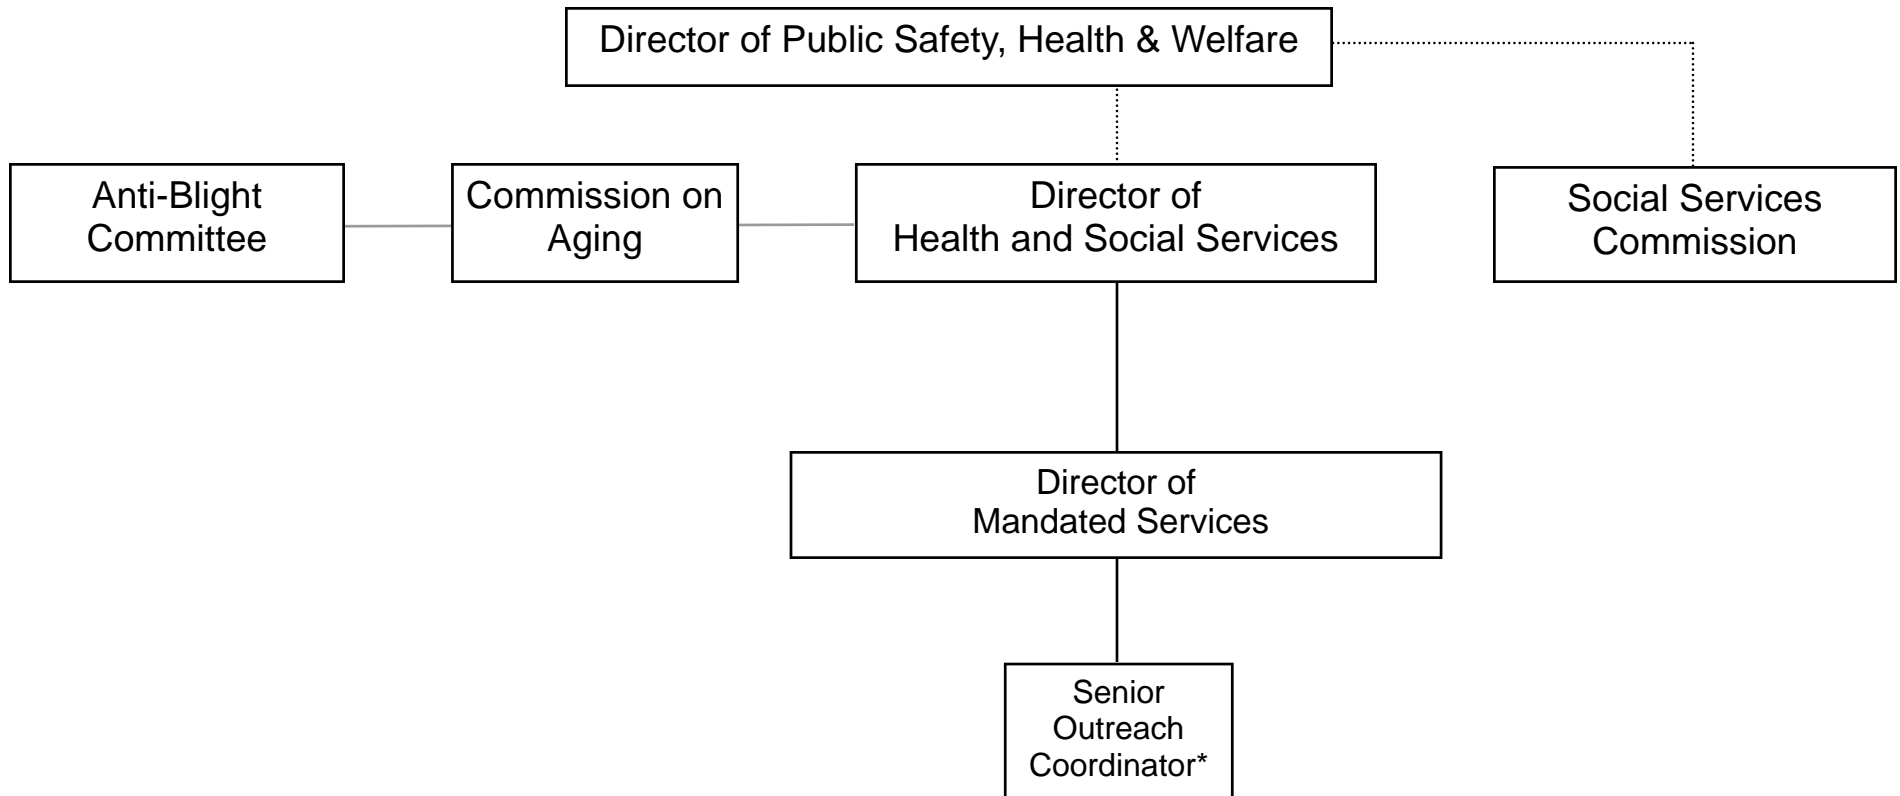 Director of Public Safety, Health & Welfare
Anti-Blight
Committee
Commission on
Aging
Director of
Health and Social Services
Social Services
Commission
Director of
Mandated Services
Senior
Outreach
Coordinator*